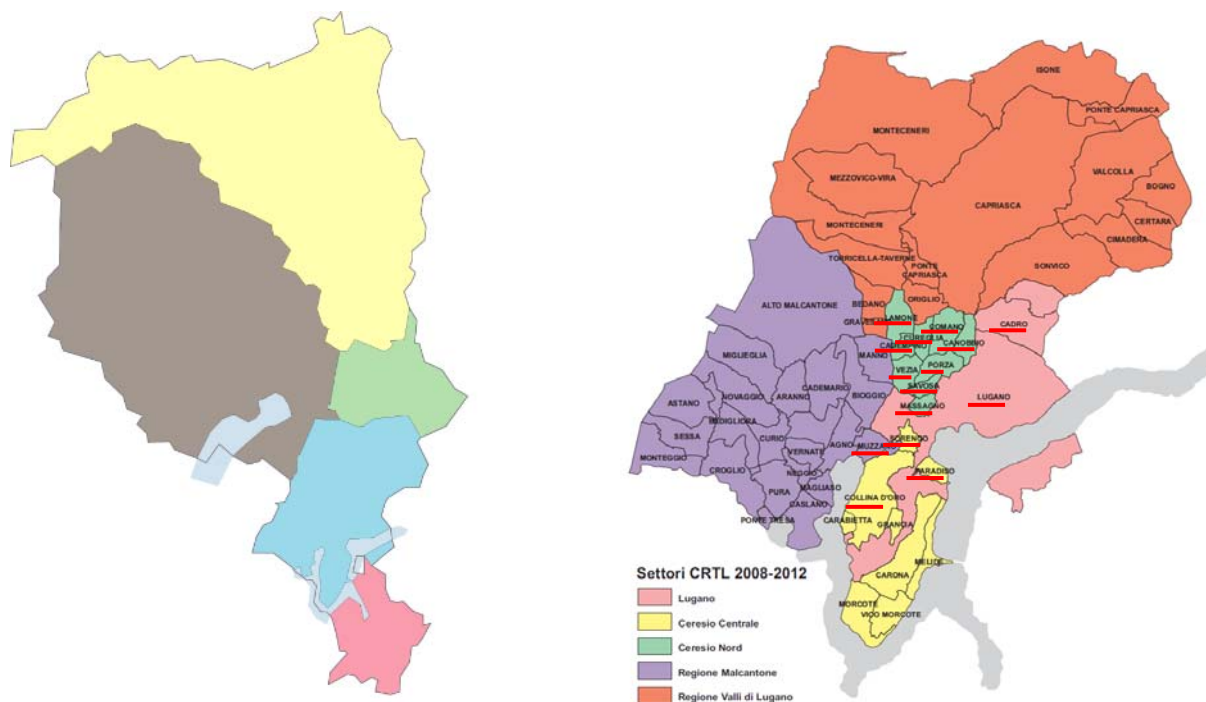 ISONE
PONTE CAPRIASCA
MONTECENERI
VALCOLLA
MEZZOVICO-VIRA
BOGNO
CAPRIASCA
CERTARA
MONTECENERI
CIMADERA
TORRICELLA-TAVERNE
SONVICO
PONTE
CAPRIASCA
ORIGLIO
BEDANO
ALTO MALCANTONE
LAMONE
COMANO
CADRO
CUREGLIA
CADEMPINO
CANOBBIO
MANNO
MIGLIEGLIA
PORZA
VEZIA
CADEMARIO
SAVOSA
NOVAGGIO
ARANNO
BIOGGIO
LUGANO
ASTANO
MASSAGNO
BEDIGLIORA
SESSA
CURIO
SORENGO
AGNO
VERNATE
MONTEGGIO
CROGLIO
NEGGIO
PARADISO
PURA
MAGLIASO
COLLINA D'ORO
CASLANO
PONTE TRESA
CARABIETTA
GRANCIA
MELIDE
CARONA
MORCOTE
VICO MORCOTE
Settori CRTL 2008-2012
Lugano
Ceresio Centrale
Ceresio Nord
Regione Malcantone
Regione Valli di Lugano